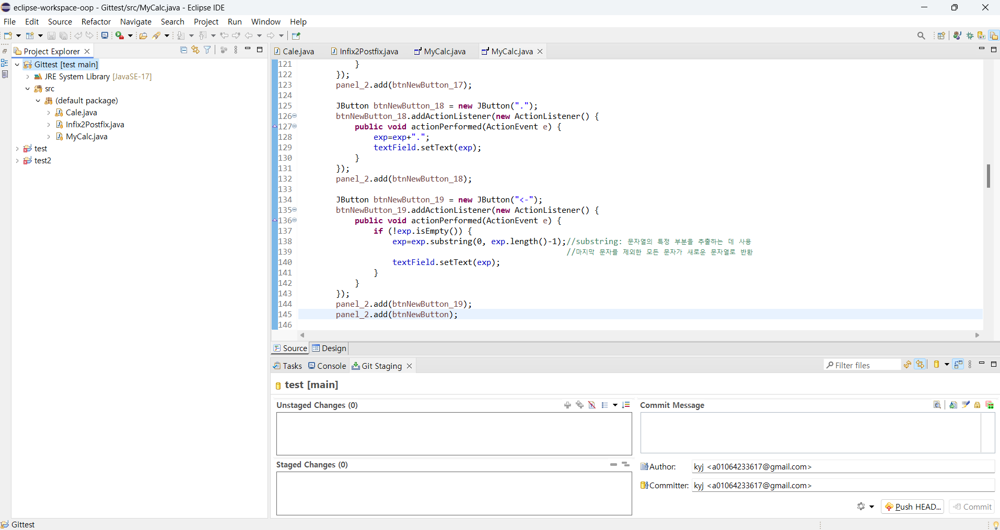 eclipse-workspace-oop - Gittest/src/MyCalc.java - Eclipse IDE
File Edit Source Refactor Navigate Search Project Run Window Help
Project Explorer
Gittest [test main]
JRE System Library [JavaSE-17]
src
(default package)
Cale.java
Infix2Postfix.java
MyCalc.java
test
test2
Cale.java Infix2Postfix.java MyCalc.java MyCalc.java
121 }
122 });
123 panel_2.add(btnNewButton_17);
124
125 JButton btnNewButton_18 = new JButton(".");
126 btnNewButton_18.addActionListener(new ActionListener() {
127 public void actionPerformed(ActionEvent e) {
128 exp=exp+".";
129 textField.setText(exp);
130 }
131 });
132 panel_2.add(btnNewButton_18);
133
134 JButton btnNewButton_19 = new JButton("<-");
135 btnNewButton_19.addActionListener(new ActionListener() {
136 public void actionPerformed(ActionEvent e) {
137 if (!exp.isEmpty()) {
138 exp=exp.substring(0, exp.length()-1);//substring: 문자열의 특정 부분을 추출하는 데 사용
139 //마지막 문자를 제외한 모든 문자가 새로운 문자열로 반환
140 textField.setText(exp);
141 }
142 }
143 });
144 panel_2.add(btnNewButton_19);
145 panel_2.add(btnNewButton);
146
Source Design
Tasks Console Git Staging
Filter files
test [main]
Unstaged Changes (0)
Staged Changes (0)
Commit Message
Author: kyj <a01064233617@gmail.com>
Committer: kyj <a01064233617@gmail.com>
Push HEAD... Commit
Gittest